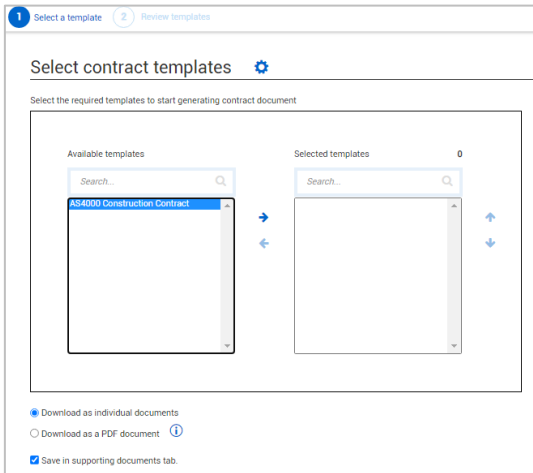 1 Select a template 2 Review templates
Select contract templates
Select the required templates to start generating contract document
Available templates Selected templates 0
Search... Search...
AS4000 Construction Contract
Download as individual documents
Download as a PDF document i
Save in supporting documents tab.